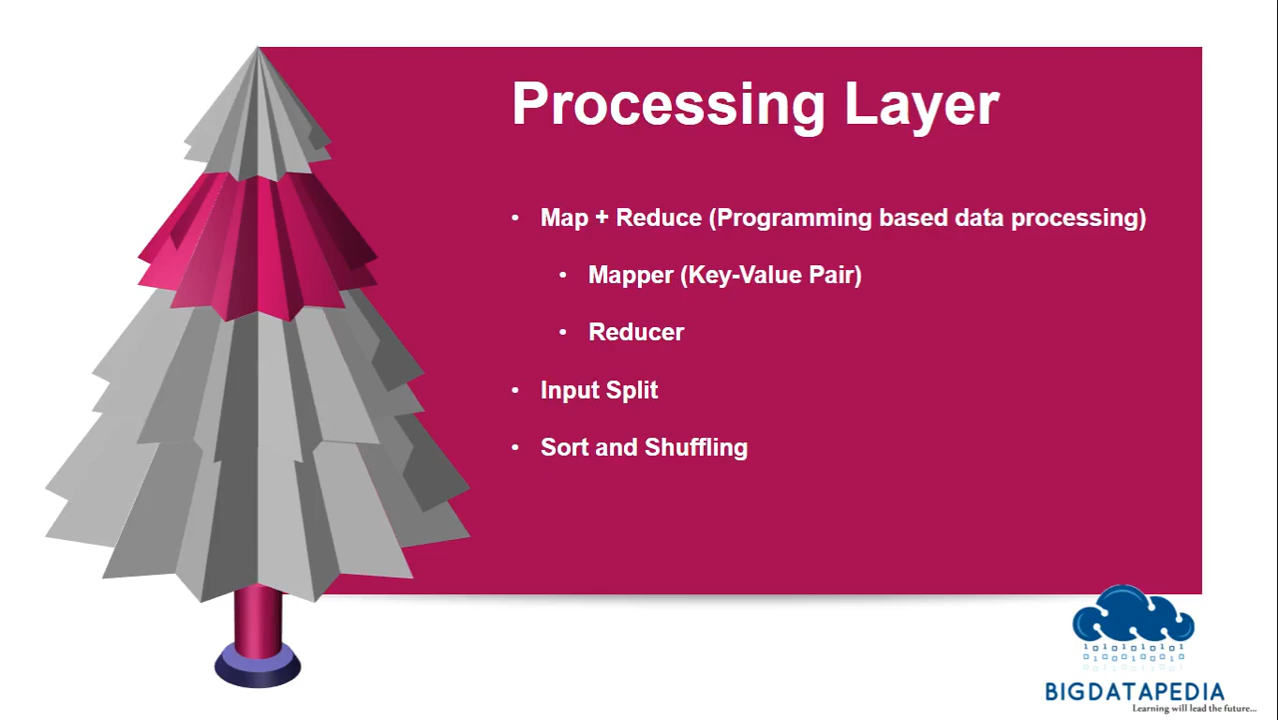 Processing Layer
• Map + Reduce (Programming based data processing)
• Mapper (Key-Value Pair)
• Reducer
• Input Split
• Sort and Shuffling
BIGDATAPEDIA
Learning will lead the future...